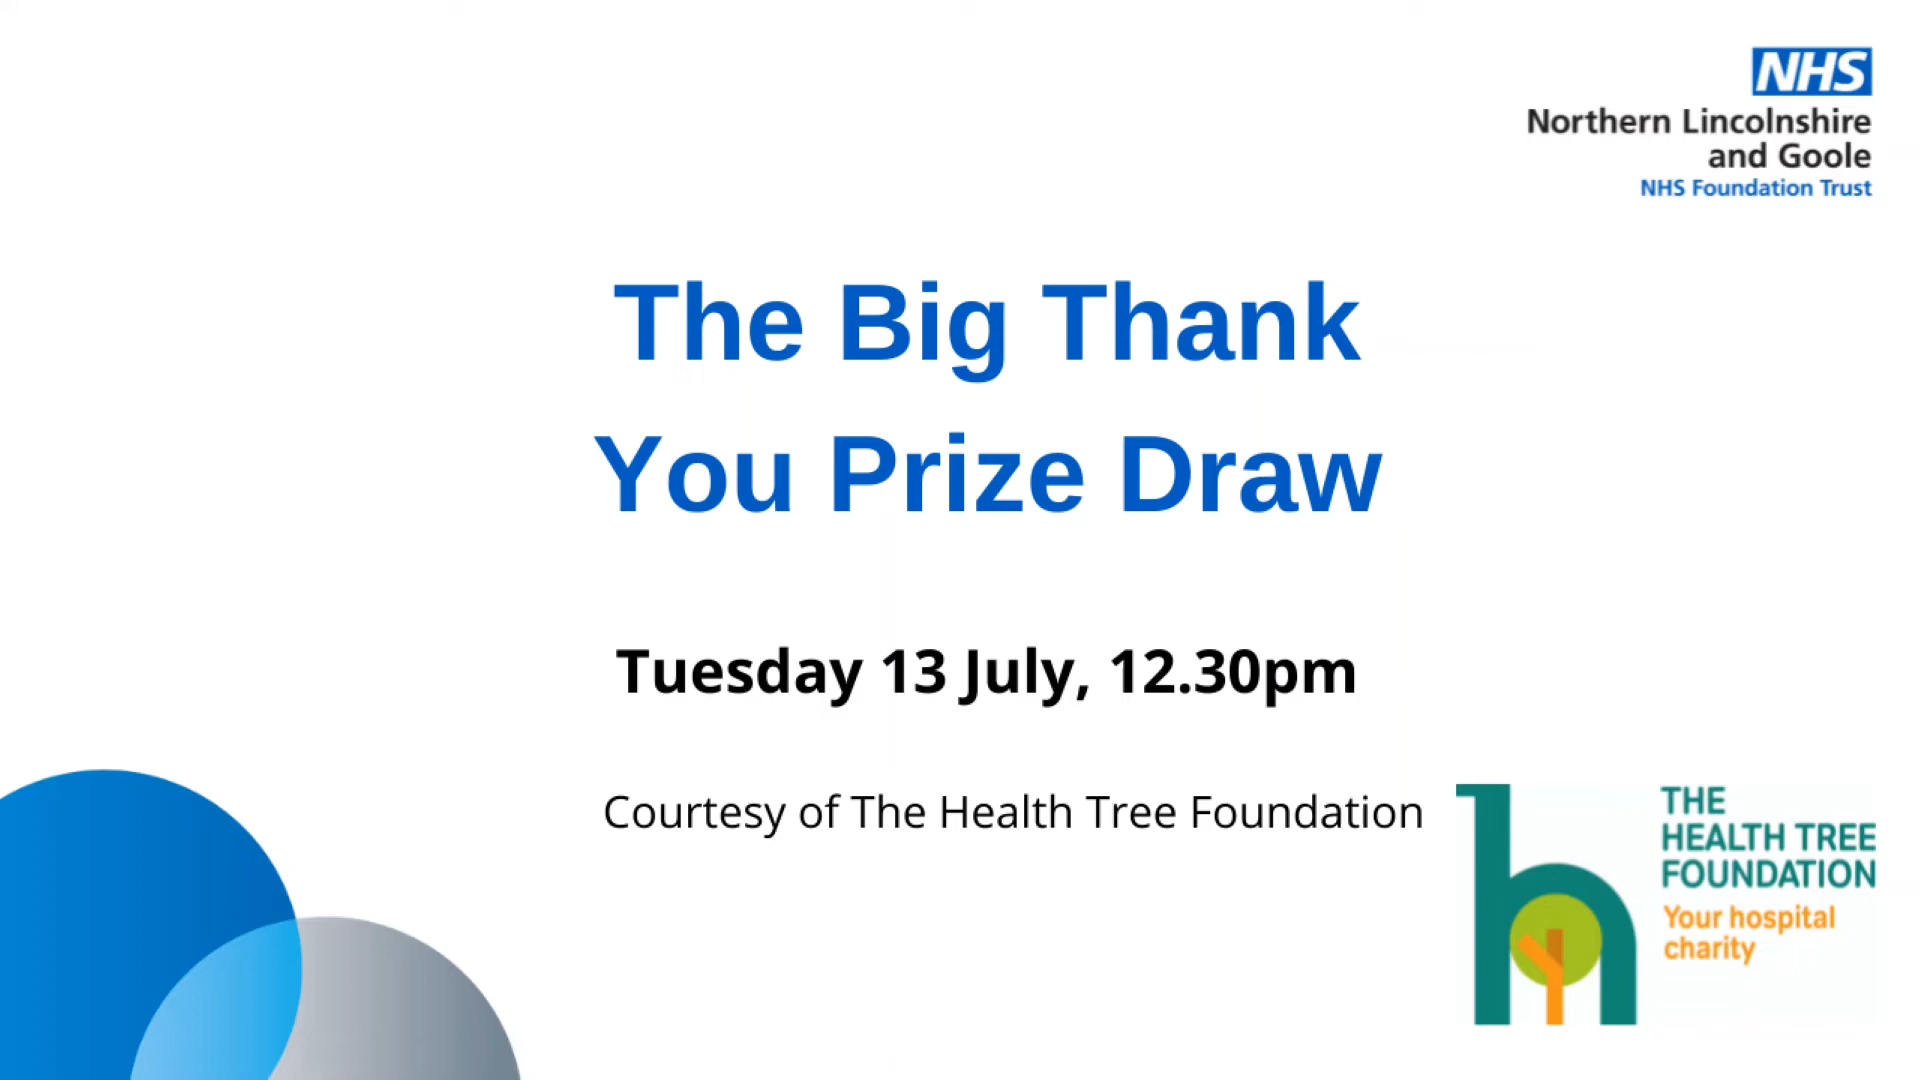 NHS
Northern Lincolnshire
and Goole
NHS Foundation Trust
The Big Thank
You Prize Draw
Tuesday 13 July, 12.30pm
Courtesy of The Health Tree Foundation
THE
HEALTH TREE
FOUNDATION
Your hospital
charity